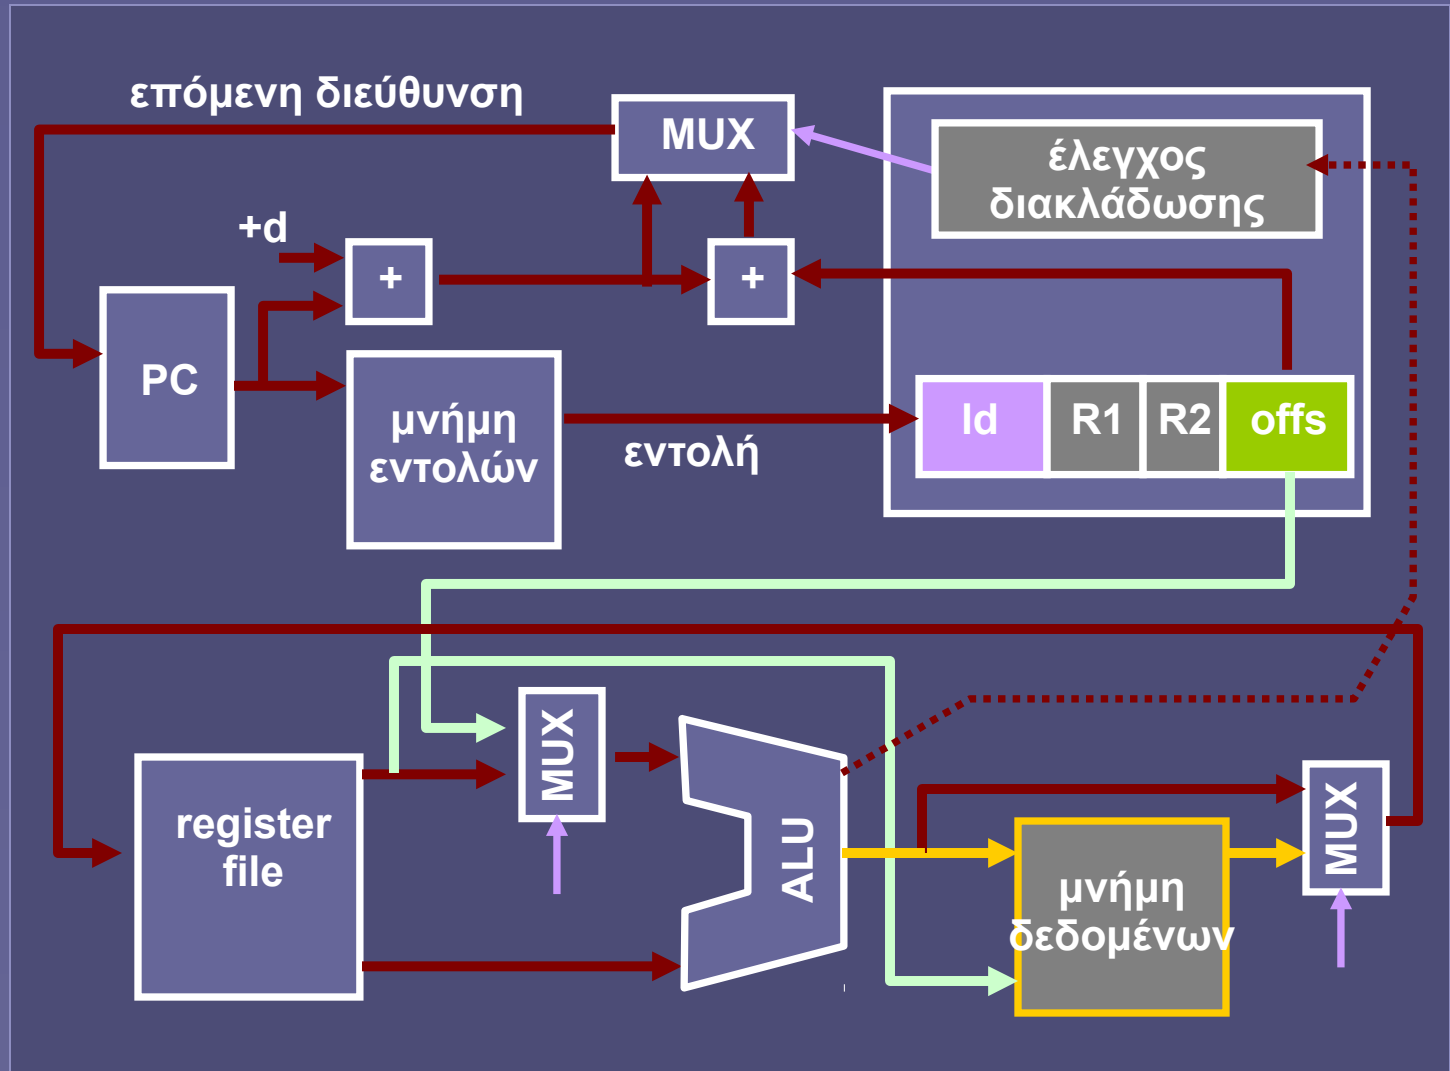 επόμενη διεύθυνση
MUX
έλεγχος
διακλάδωσης
+d
+
+
PC
μνήμη
εντολών
εντολή
ld
R1
R2
offs
MUX
register
file
ALU
μνήμη
δεδομένων
MUX